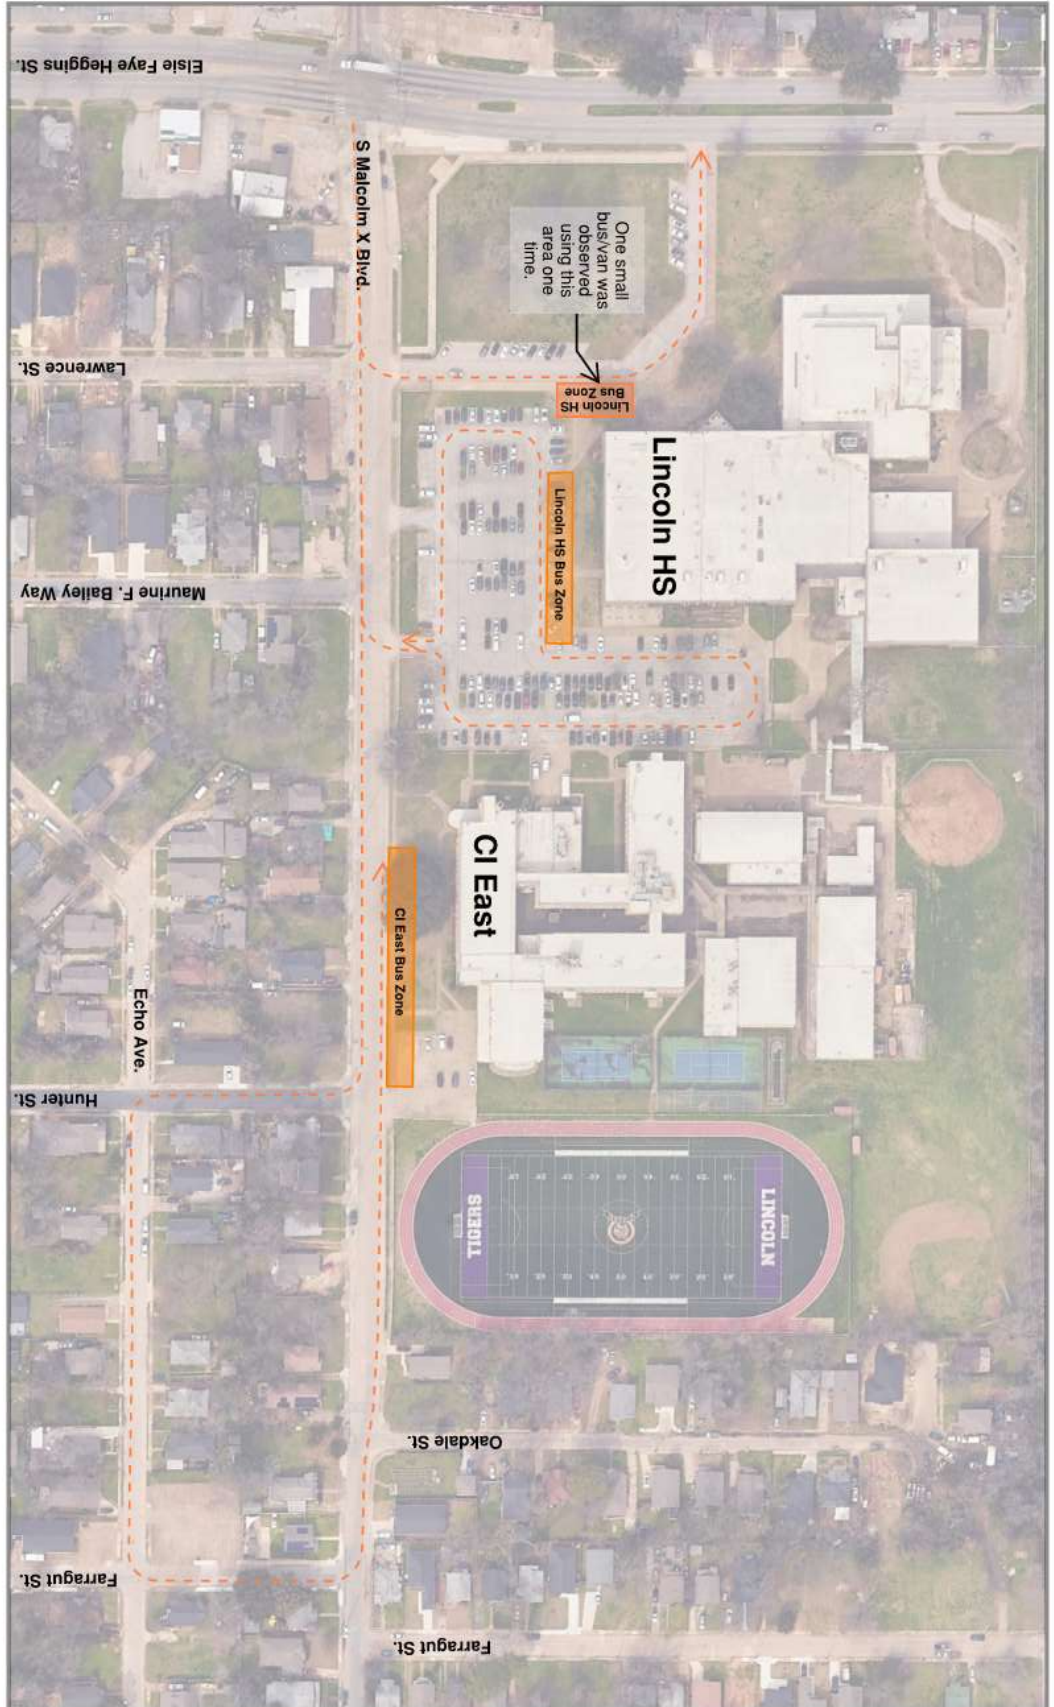 Elsie Faye Heggins St.
S Malcolm X Blvd.
One small
bus/van was
observed
using this
area one
time.
Lawrence St.
Lincoln HS
Bus Zone
Lincoln HS
Lincoln HS Bus Zone
Maurine F. Bailey Way
CI East
CI East Bus Zone
Echo Ave.
Hunter St.
TIGERS
LINCOLN
Oakdale St.
Farragut St.
Farragut St.